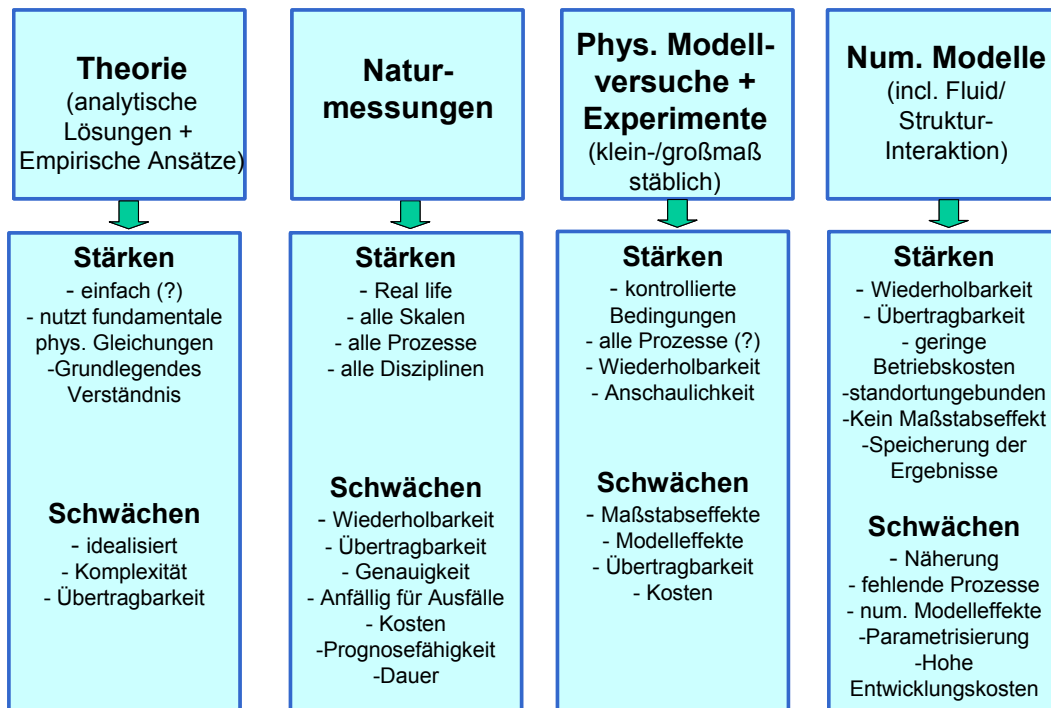 Theorie
(analytische
Lösungen +
Empirische Ansätze)
Stärken
- einfach (?)
- nutzt fundamentale
phys. Gleichungen
-Grundlegendes
Verständnis
Schwächen
- idealisiert
- Komplexität
- Übertragbarkeit
Natur-
messungen
Stärken
- Real life
- alle Skalen
- alle Prozesse
- alle Disziplinen
Schwächen
- Wiederholbarkeit
- Übertragbarkeit
- Genauigkeit
- Anfällig für Ausfälle
- Kosten
-Prognosefähigkeit
-Dauer
Phys. Modell-
versuche +
Experimente
(klein-/großmaß
stäblich)
Stärken
- kontrollierte
Bedingungen
- alle Prozesse (?)
- Wiederholbarkeit
- Anschaulichkeit
Schwächen
- Maßstabseffekte
- Modelleffekte
- Übertragbarkeit
- Kosten
Num. Modelle
(incl. Fluid/
Struktur-
Interaktion)
Stärken
- Wiederholbarkeit
- Übertragbarkeit
- geringe
Betriebskosten
-standortungebunden
-Kein Maßstabseffekt
-Speicherung der
Ergebnisse
Schwächen
- Näherung
- fehlende Prozesse
- num. Modelleffekte
-Parametrisierung
-Hohe
Entwicklungskosten